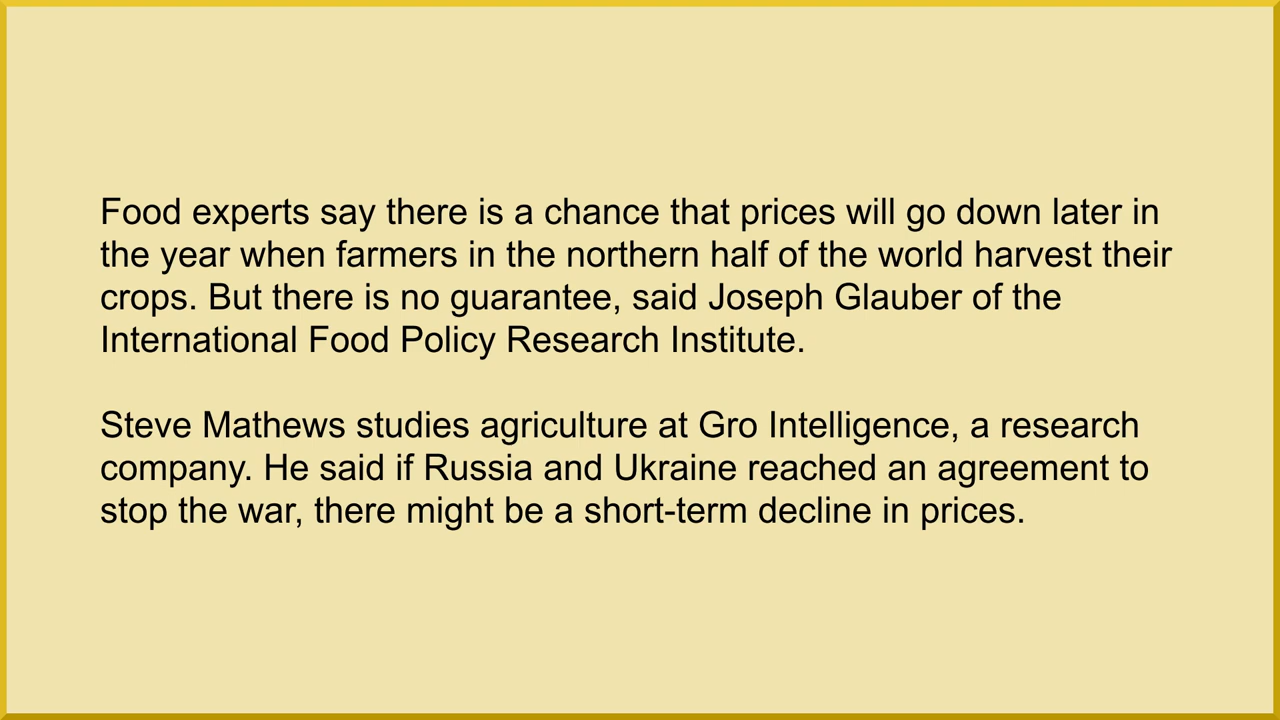 Food experts say there is a chance that prices will go down later in
the year when farmers in the northern half of the world harvest their
crops. But there is no guarantee, said Joseph Glauber of the
International Food Policy Research Institute.
Steve Mathews studies agriculture at Gro Intelligence, a research
company. He said if Russia and Ukraine reached an agreement to
stop the war, there might be a short-term decline in prices.